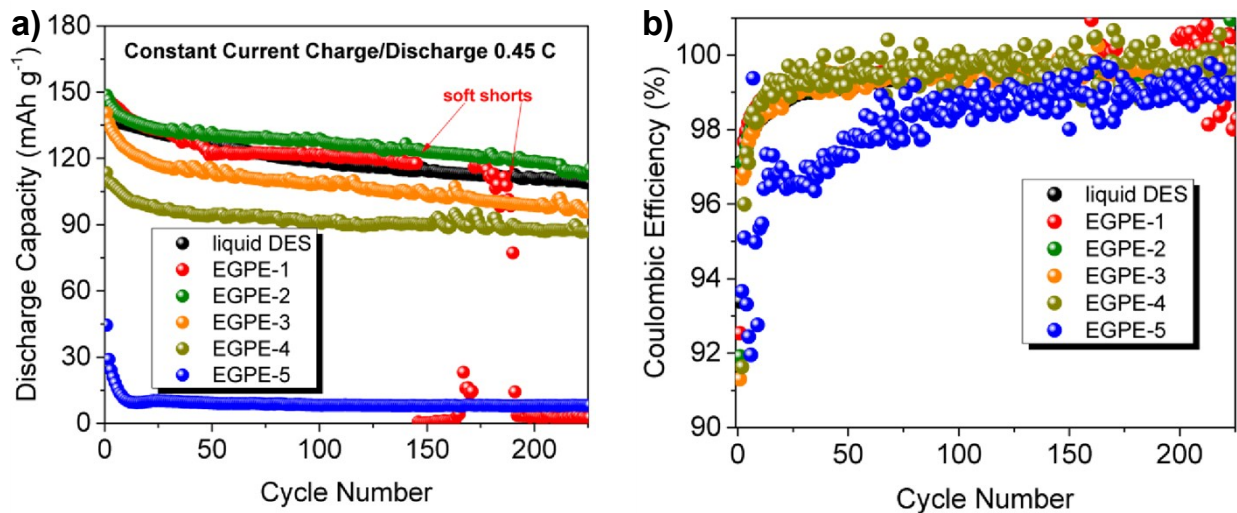 a)
Constant Current Charge/Discharge 0.45 C
soft shorts
180
150
120
90
60
30
0
Discharge Capacity (mAh g⁻¹)
liquid DES
EGPE-1
EGPE-2
EGPE-3
EGPE-4
EGPE-5
0 50 100 150 200
Cycle Number
b)
100
98
96
94
92
90
Coulombic Efficiency (%)
liquid DES
EGPE-1
EGPE-2
EGPE-3
EGPE-4
EGPE-5
0 50 100 150 200
Cycle Number